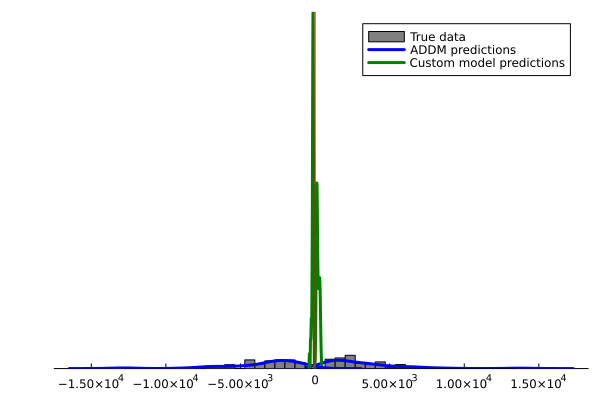 True data
ADDM predictions
Custom model predictions
−1.50×10⁴ −1.00×10⁴ −5.00×10³ 0 5.00×10³ 1.00×10⁴ 1.50×10⁴